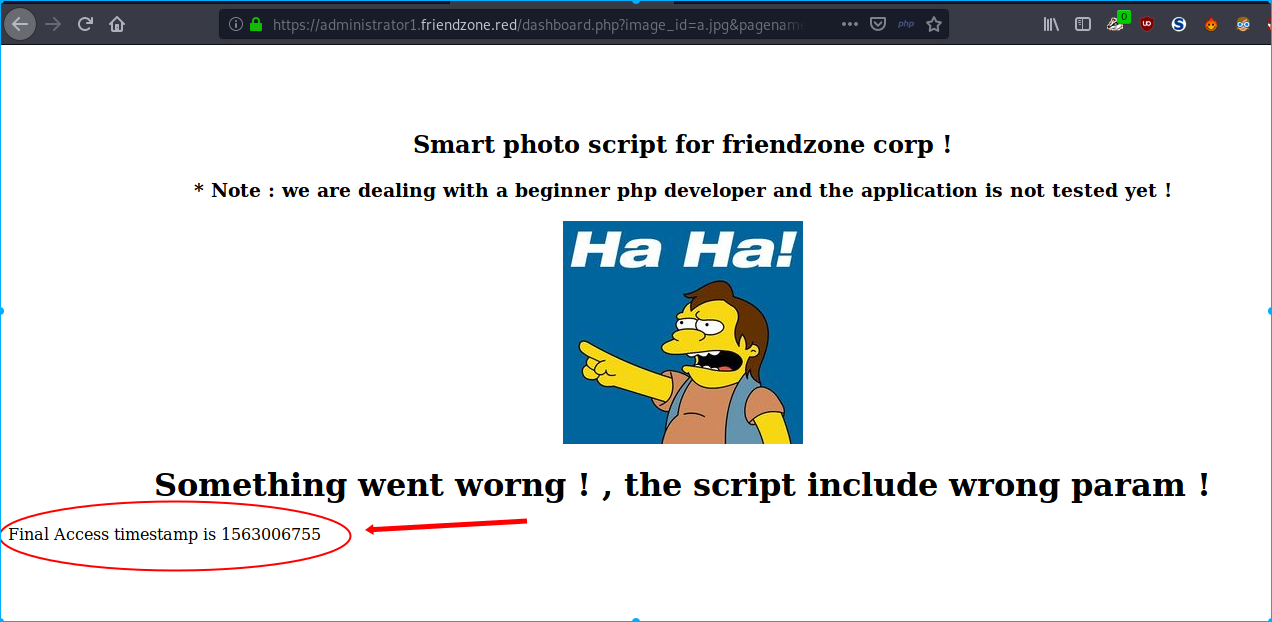 https://administrator1.friendzone.red/dashboard.php?image_id=a.jpg&pagenam
php
0
UD
S
Smart photo script for friendzone corp !
* Note : we are dealing with a beginner php developer and the application is not tested yet !
Ha Ha!
Something went worng ! , the script include wrong param !
Final Access timestamp is 1563006755